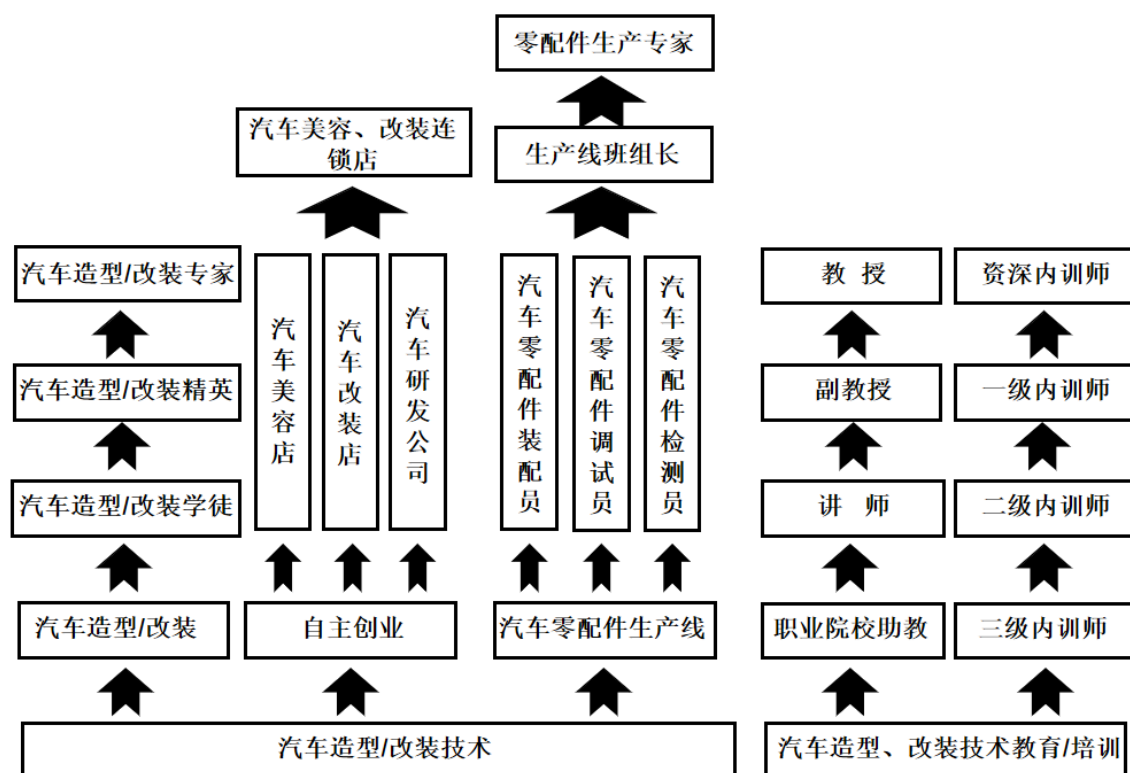 零配件生产专家
汽车美容、改装连
锁店
生产线班组长
汽车造型/改装专家
汽车美容店
汽车改装店
汽车研发公司
汽车零配件装配员
汽车零配件调试员
汽车零配件检测员
教 授
资深内训师
汽车造型/改装精英
副教授
一级内训师
汽车造型/改装学徒
讲 师
二级内训师
汽车造型/改装
自主创业
汽车零配件生产线
职业院校助教
三级内训师
汽车造型/改装技术
汽车造型、改装技术教育/培训